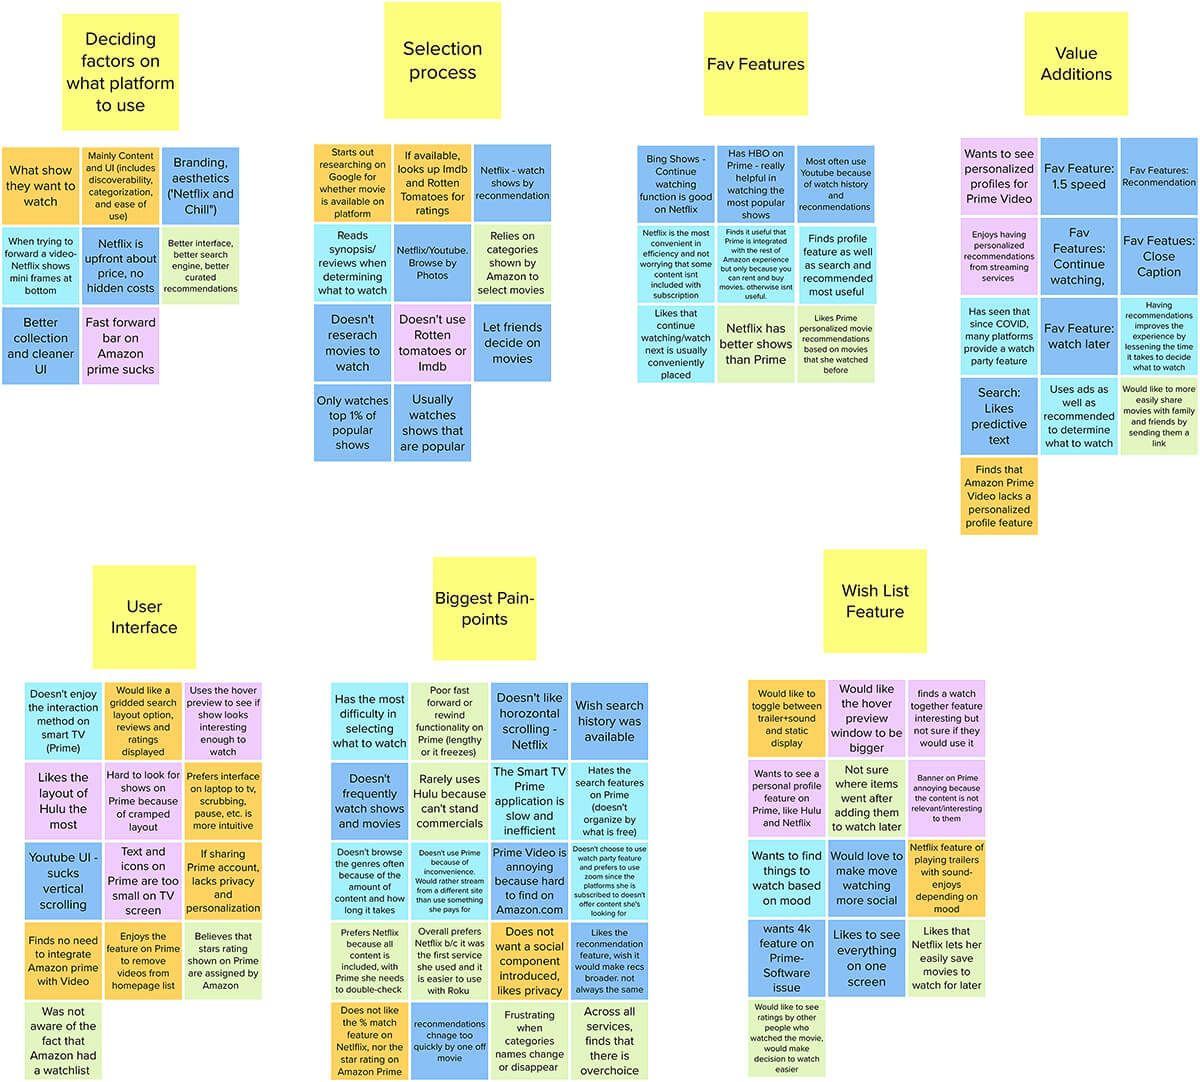 Deciding
factors on
what platform
to use
What show
they want to
watch
Mainly Content
and UI (includes
discoverability,
categorization,
and ease of
use)
Branding,
aesthetics
('Netflix and
Chill")
When trying to
forward a video-
Netflix shows
mini frames at
bottom
Netflix is
upfront about
price, no
hidden costs
Better interface,
better search
engine, better
curated
recommendations
Better
collection
and cleaner
UI
Fast forward
bar on
Amazon
prime sucks
Selection
process
Starts out
researching on
Google for
whether movie
is available on
platform
If available,
looks up Imdb
and Rotten
Tomatoes for
ratings
Netflix - watch
shows by
recommendation
Reads
synopsis/
reviews when
determining
what to watch
Netflix/Youtube.
Browse by
Photos
Relies on
categories
shown by
Amazon to
select movies
Doesn't
reserach
movies to
watch
Doesn't use
Rotten
tomatoes or
Imdb
Let friends
decide on
movies
Only watches
top 1% of
popular
shows
Usually
watches
shows that
are popular
Fav Features
Bing Shows -
Continue
watching
function is good
on Netflix
Has HBO on
Prime - really
helpful in
watching the
most popular
shows
Most often use
Youtube because
of watch history
and
recommendations
Netflix is the most
convenient in
efficiency and not
worrying that some
content isnt
included with
subscription
Finds it useful that
Prime is integrated
with the rest of
Amazon experience
but only because you
can rent and buy
movies. otherwise isnt
useful.
Finds profile
feature as well
as search and
recommended
most useful
Likes that
continue
watching/watch
next is usually
conveniently
placed
Netflix has
better shows
than Prime
Likes Prime
personalized movie
recommendations
based on movies
that she watched
before
Value
Additions
Wants to see
personalized
profiles for
Prime Video
Fav Feature:
1.5 speed
Fav Features:
Recommendation
Enjoys having
personalized
recommendations
from streaming
services
Fav
Features:
Continue
watching,
Fav Featues:
Close
Caption
Has seen that
since COVID,
many platforms
provide a watch
party feature
Fav Feature:
watch later
Having
recommendations
improves the
experience by
lessening the time
it takes to decide
what to watch
Search:
Likes
predictive
text
Uses ads as
well as
recommended
to determine
what to watch
Would like to more
easily share
movies with family
and friends by
sending them a
link
Finds that
Amazon Prime
Video lacks a
personalized
profile feature
User
Interface
Doesn't enjoy
the interaction
method on
smart TV
(Prime)
Would like a
gridded search
layout option,
reviews and
ratings
displayed
Uses the hover
preview to see if
show looks
interesting
enough to
watch
Likes the
layout of
Hulu the
most
Hard to look for
shows on
Prime because
of cramped
layout
Prefers interface
on laptop to tv,
scrubbing,
pause, etc. is
more intuitive
Youtube UI -
sucks
vertical
scrolling
Text and
icons on
Prime are too
small on TV
screen
If sharing
Prime account,
lacks privacy
and
personalization
Finds no need
to integrate
Amazon prime
with Video
Enjoys the
feature on Prime
to remove
videos from
homepage list
Believes that
stars rating
shown on Prime
are assigned by
Amazon
Was not
aware of the
fact that
Amazon had
a watchlist
Biggest Pain-
points
Has the most
difficulty in
selecting
what to watch
Poor fast
forward or
rewind
functionality on
Prime (lengthy
or it freezes)
Doesn't like
horozontal
scrolling -
Netflix
Wish search
history was
available
Doesn't
frequently
watch shows
and movies
Rarely uses
Hulu because
can't stand
commercials
The Smart TV
Prime
application is
slow and
inefficient
Hates the
search features
on Prime
(doesn't
organize by
what is free)
Doesn't browse
the genres often
because of the
amount of
content and how
long it takes
Doesn't use Prime
because of
inconvenience.
Would rather stream
from a different site
than use something
she pays for
Prime Video is
annoying
because hard
to find on
Amazon.com
Doesn't choose to use
watch party feature
and prefers to use
zoom since the
platforms she is
subscribed to doesn't
offer content she's
looking for
Prefers Netflix
because all
content is
included, with
Prime she needs
to double-check
Overall prefers
Netflix b/c it was
the first service
she used and it
is easier to use
with Roku
Does not
want a social
component
introduced,
likes privacy
Likes the
recommendation
feature, wish it
would make recs
broader. not
always the same
Does not like
the % match
feature on
Netlflix, nor the
star rating on
Amazon Prime
recommendations
chnage too
quickly by one off
movie
Frustrating
when
categories
names change
or disappear
Across all
services,
finds that
there is
overchoice
Wish List
Feature
Would like to
toggle between
trailer+sound
and static
display
Would like
the hover
preview
window to be
bigger
finds a watch
together feature
interesting but
not sure if they
would use it
Wants to see a
personal profile
feature on
Prime, like Hulu
and Netflix
Not sure
where items
went after
adding them
to watch later
Banner on Prime
annoying because
the content is not
relevant/interesting
to them
Wants to find
things to
watch based
on mood
Would love to
make move
watching
more social
Netflix feature of
playing trailers
with sound-
enjoys
depending on
mood
wants 4k
feature on
Prime-
Software
issue
Likes to see
everything on
one screen
Likes that
Netflix lets her
easily save
movies to
watch for later
Would like to see
ratings by other
people who
watched the movie,
would make
decision to watch
easier